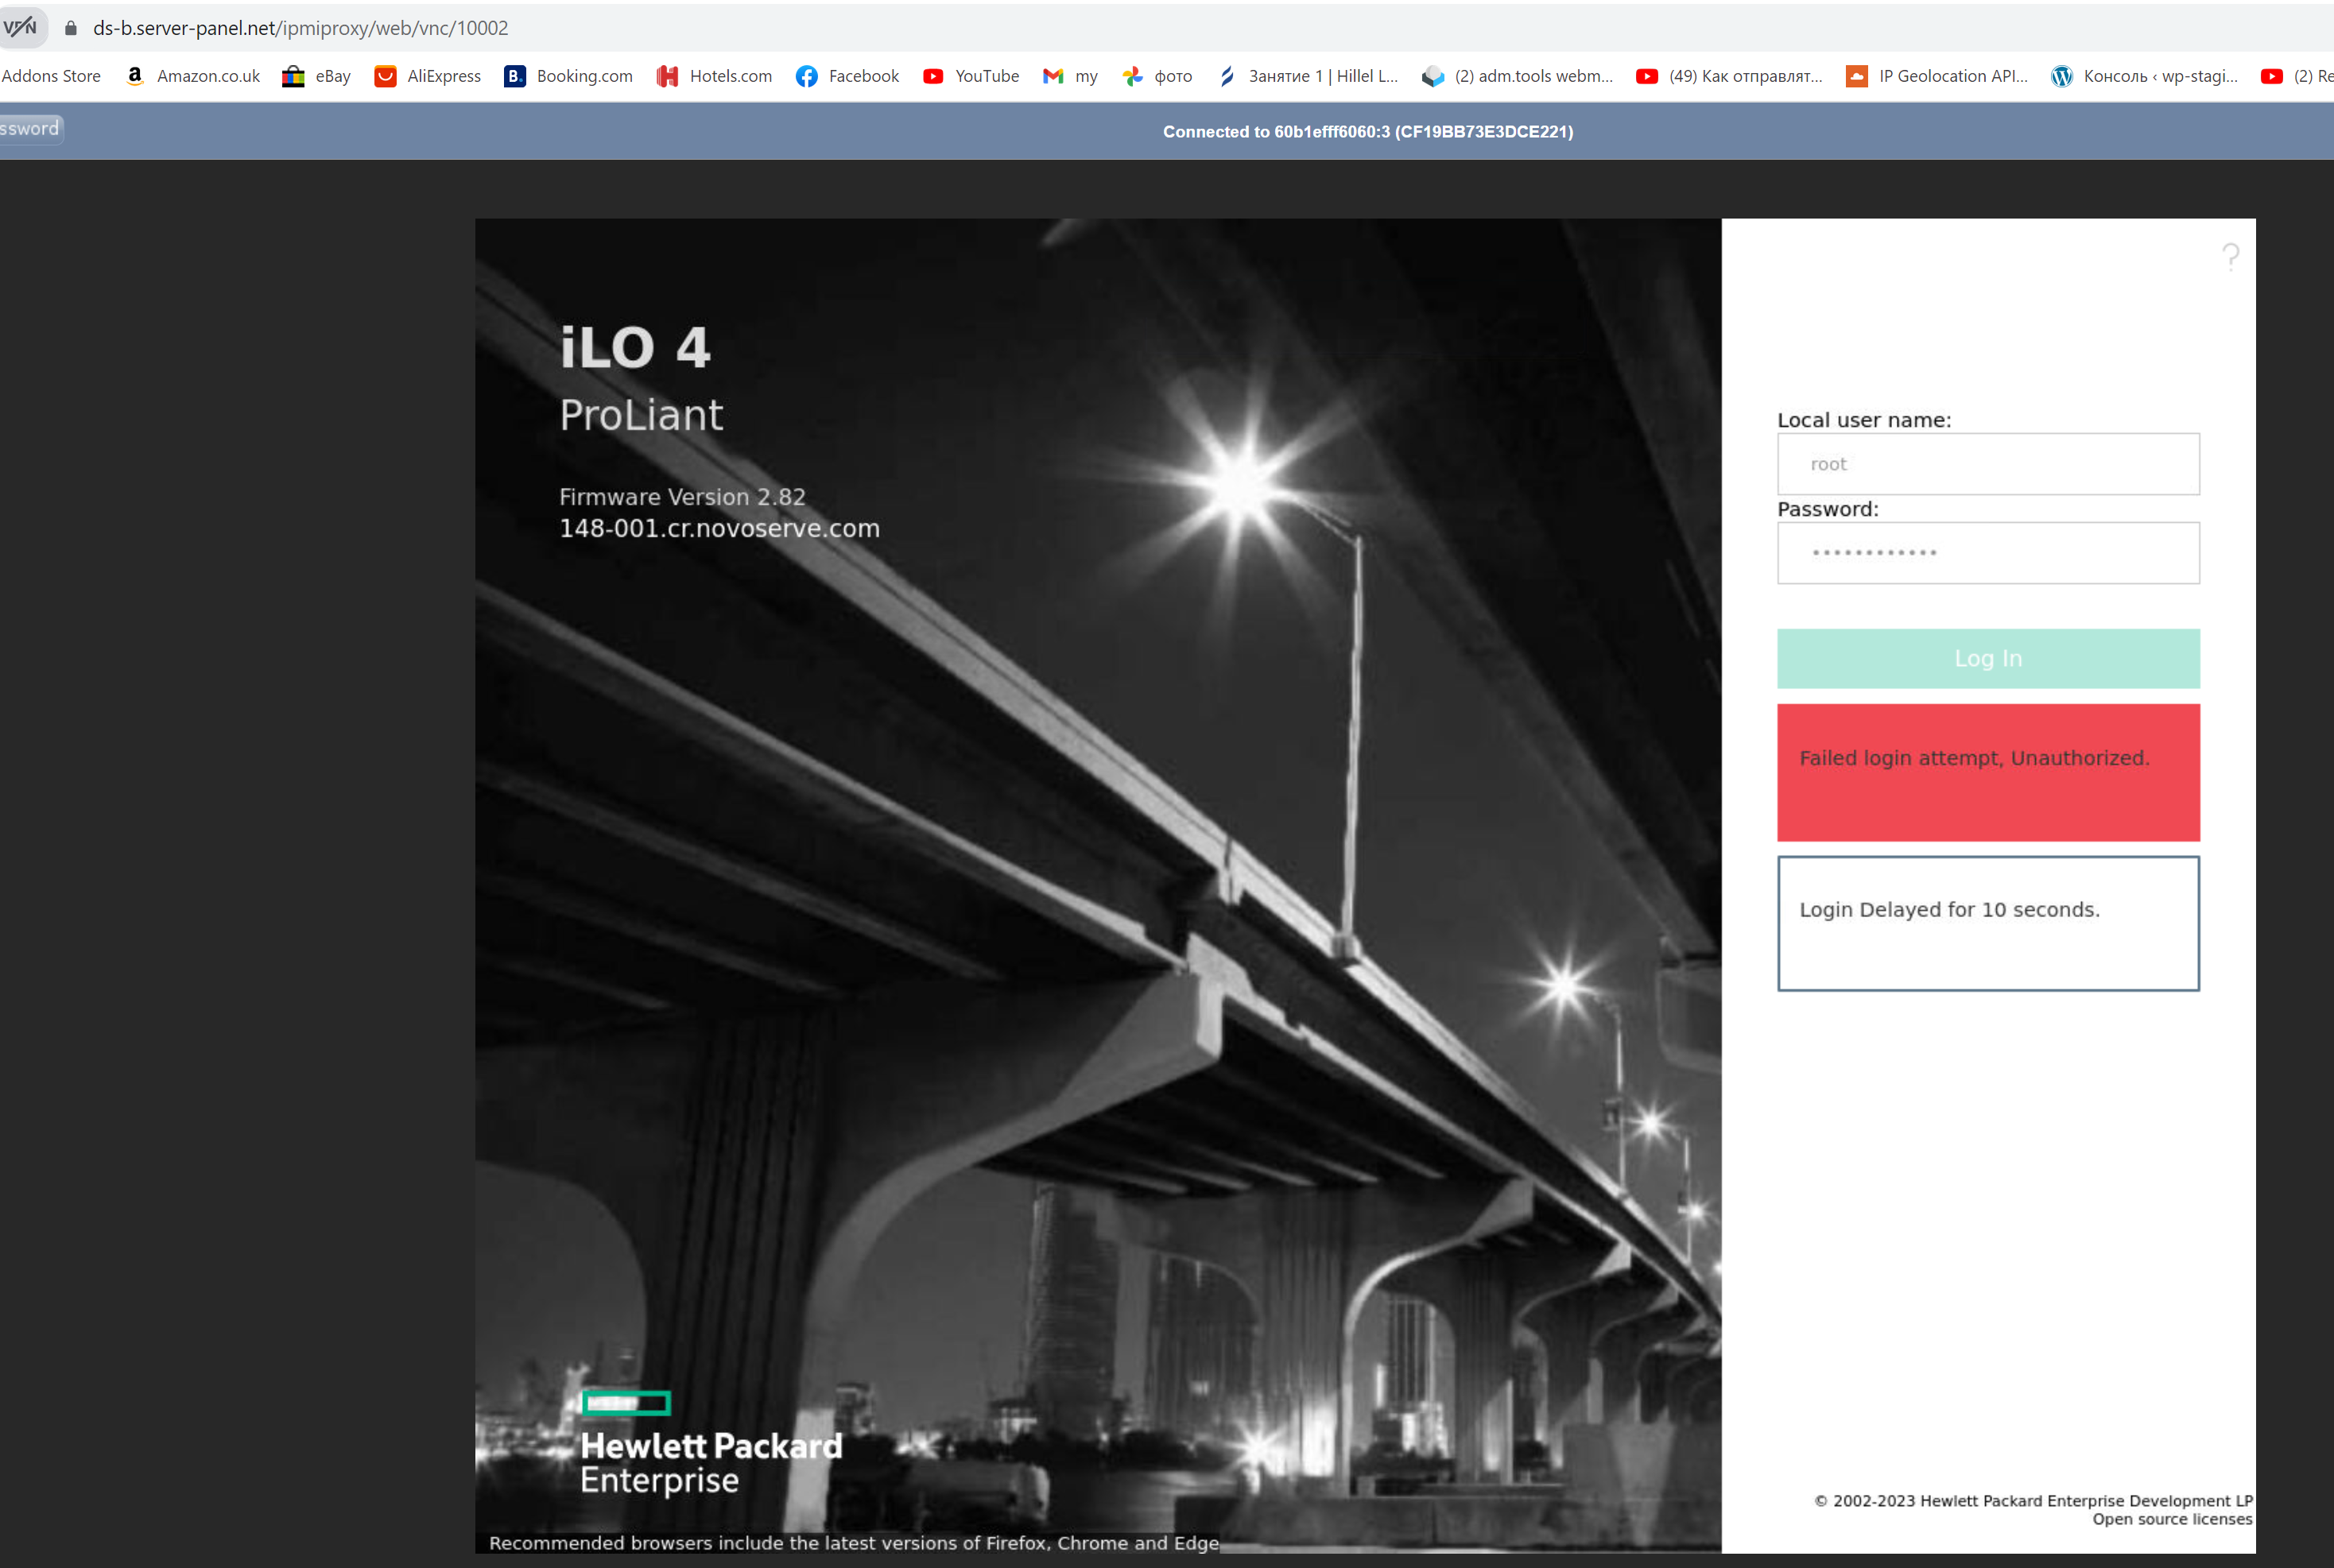 VPN ds-b.server-panel.net/ipmiproxy/web/vnc/10002
Addons Store Amazon.co.uk eBay AliExpress B. Booking.com Hotels.com Facebook YouTube my фото Занятие 1 | Hillel L... (2) adm.tools webm... (49) Как отправлят... IP Geolocation API... Консоль ‹ wp-stagi... (2) Re
ssword Connected to 60b1efff6060:3 (CF19BB73E3DCE221)
?
iLO 4
ProLiant
Firmware Version 2.82
148-001.cr.novoserve.com
Local user name:
root
Password:
••••••••••••
Log In
Failed login attempt, Unauthorized.
Login Delayed for 10 seconds.
Hewlett Packard
Enterprise
© 2002-2023 Hewlett Packard Enterprise Development LP
Open source licenses
Recommended browsers include the latest versions of Firefox, Chrome and Edge